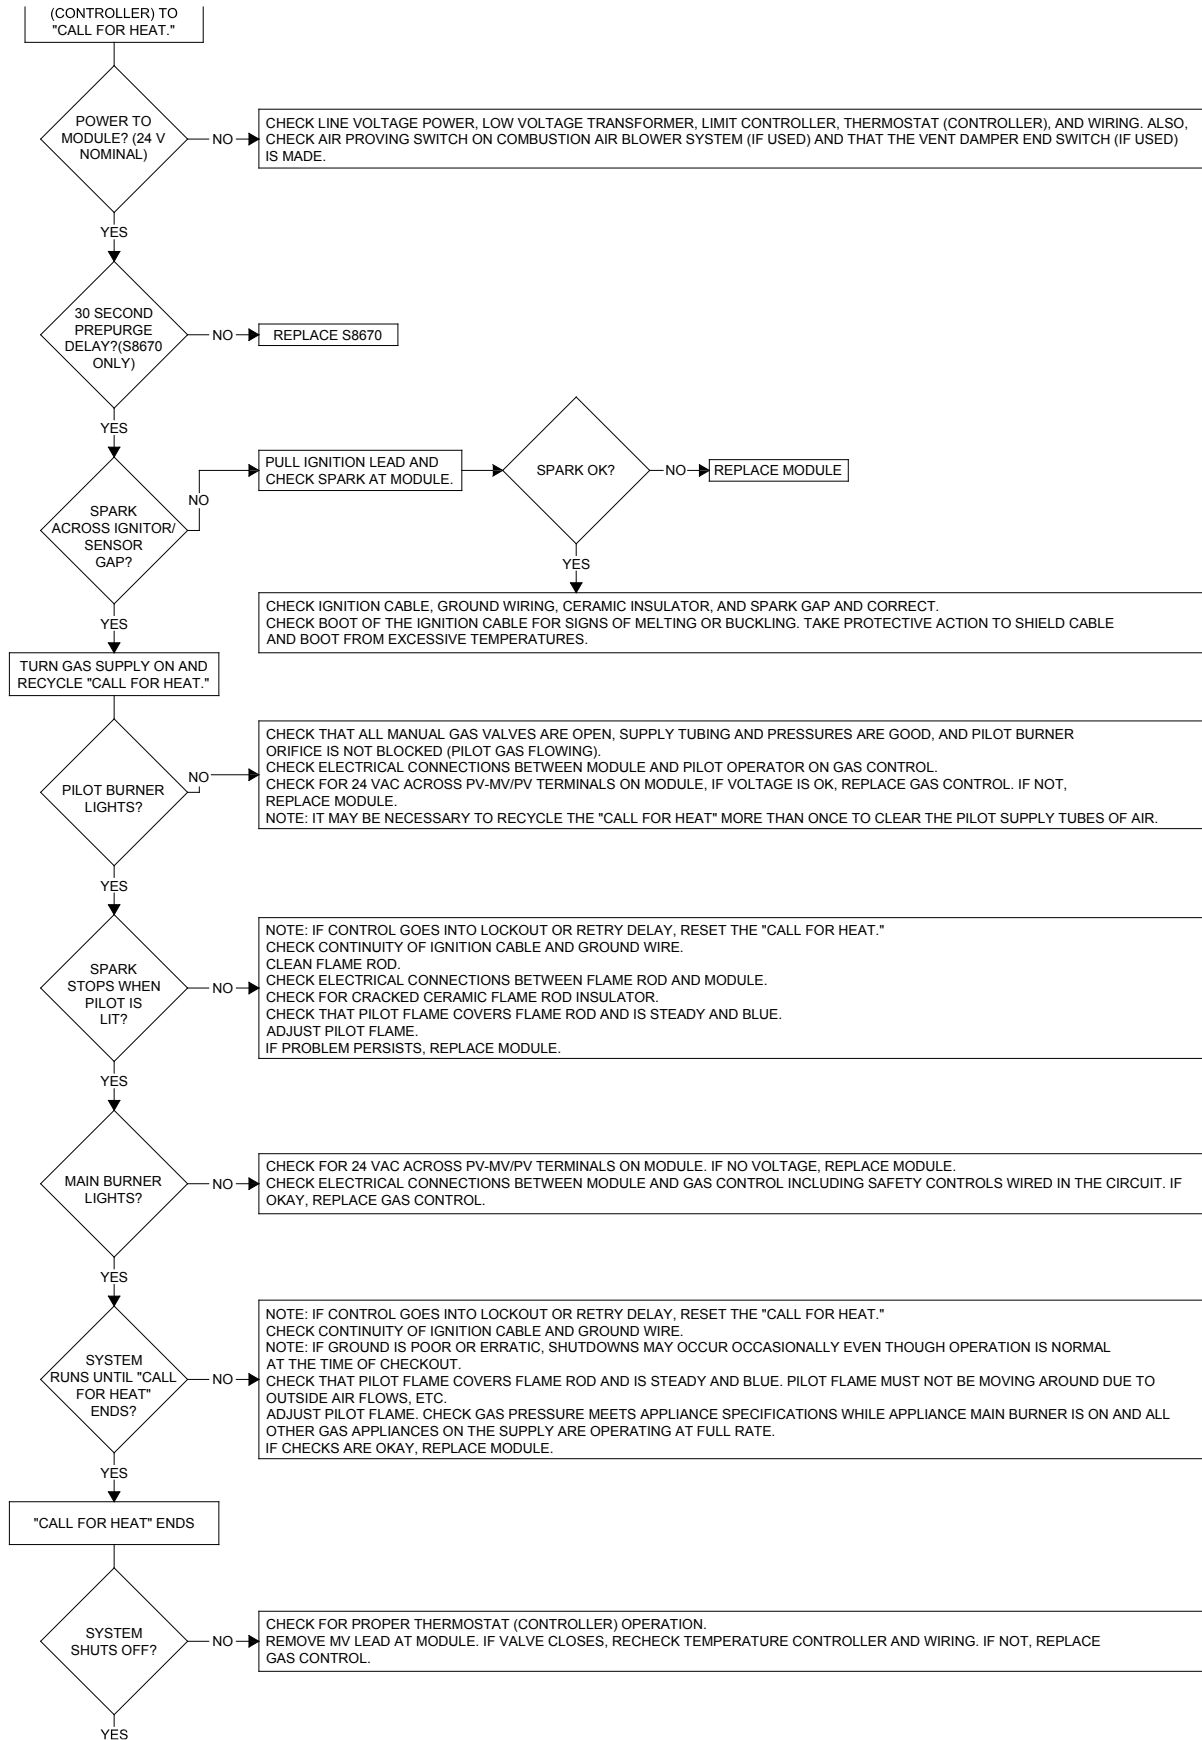 (CONTROLLER) TO
"CALL FOR HEAT."
POWER TO
MODULE? (24 V
NOMINAL)
NO
CHECK LINE VOLTAGE POWER, LOW VOLTAGE TRANSFORMER, LIMIT CONTROLLER, THERMOSTAT (CONTROLLER), AND WIRING. ALSO,
CHECK AIR PROVING SWITCH ON COMBUSTION AIR BLOWER SYSTEM (IF USED) AND THAT THE VENT DAMPER END SWITCH (IF USED)
IS MADE.
YES
30 SECOND
PREPURGE
DELAY?(S8670
ONLY)
NO
REPLACE S8670
YES
SPARK
ACROSS IGNITOR/
SENSOR
GAP?
NO
PULL IGNITION LEAD AND
CHECK SPARK AT MODULE.
SPARK OK?
NO
REPLACE MODULE
YES
CHECK IGNITION CABLE, GROUND WIRING, CERAMIC INSULATOR, AND SPARK GAP AND CORRECT.
CHECK BOOT OF THE IGNITION CABLE FOR SIGNS OF MELTING OR BUCKLING. TAKE PROTECTIVE ACTION TO SHIELD CABLE
AND BOOT FROM EXCESSIVE TEMPERATURES.
YES
TURN GAS SUPPLY ON AND
RECYCLE "CALL FOR HEAT."
PILOT BURNER
LIGHTS?
NO
CHECK THAT ALL MANUAL GAS VALVES ARE OPEN, SUPPLY TUBING AND PRESSURES ARE GOOD, AND PILOT BURNER
ORIFICE IS NOT BLOCKED (PILOT GAS FLOWING).
CHECK ELECTRICAL CONNECTIONS BETWEEN MODULE AND PILOT OPERATOR ON GAS CONTROL.
CHECK FOR 24 VAC ACROSS PV-MV/PV TERMINALS ON MODULE, IF VOLTAGE IS OK, REPLACE GAS CONTROL. IF NOT,
REPLACE MODULE.
NOTE: IT MAY BE NECESSARY TO RECYCLE THE "CALL FOR HEAT" MORE THAN ONCE TO CLEAR THE PILOT SUPPLY TUBES OF AIR.
YES
SPARK
STOPS WHEN
PILOT IS
LIT?
NO
NOTE: IF CONTROL GOES INTO LOCKOUT OR RETRY DELAY, RESET THE "CALL FOR HEAT."
CHECK CONTINUITY OF IGNITION CABLE AND GROUND WIRE.
CLEAN FLAME ROD.
CHECK ELECTRICAL CONNECTIONS BETWEEN FLAME ROD AND MODULE.
CHECK FOR CRACKED CERAMIC FLAME ROD INSULATOR.
CHECK THAT PILOT FLAME COVERS FLAME ROD AND IS STEADY AND BLUE.
ADJUST PILOT FLAME.
IF PROBLEM PERSISTS, REPLACE MODULE.
YES
MAIN BURNER
LIGHTS?
NO
CHECK FOR 24 VAC ACROSS PV-MV/PV TERMINALS ON MODULE. IF NO VOLTAGE, REPLACE MODULE.
CHECK ELECTRICAL CONNECTIONS BETWEEN MODULE AND GAS CONTROL INCLUDING SAFETY CONTROLS WIRED IN THE CIRCUIT. IF
OKAY, REPLACE GAS CONTROL.
YES
SYSTEM
RUNS UNTIL "CALL
FOR HEAT"
ENDS?
NO
NOTE: IF CONTROL GOES INTO LOCKOUT OR RETRY DELAY, RESET THE "CALL FOR HEAT."
CHECK CONTINUITY OF IGNITION CABLE AND GROUND WIRE.
NOTE: IF GROUND IS POOR OR ERRATIC, SHUTDOWNS MAY OCCUR OCCASIONALLY EVEN THOUGH OPERATION IS NORMAL
AT THE TIME OF CHECKOUT.
CHECK THAT PILOT FLAME COVERS FLAME ROD AND IS STEADY AND BLUE. PILOT FLAME MUST NOT BE MOVING AROUND DUE TO
OUTSIDE AIR FLOWS, ETC.
ADJUST PILOT FLAME. CHECK GAS PRESSURE MEETS APPLIANCE SPECIFICATIONS WHILE APPLIANCE MAIN BURNER IS ON AND ALL
OTHER GAS APPLIANCES ON THE SUPPLY ARE OPERATING AT FULL RATE.
IF CHECKS ARE OKAY, REPLACE MODULE.
YES
"CALL FOR HEAT" ENDS
SYSTEM
SHUTS OFF?
NO
CHECK FOR PROPER THERMOSTAT (CONTROLLER) OPERATION.
REMOVE MV LEAD AT MODULE. IF VALVE CLOSES, RECHECK TEMPERATURE CONTROLLER AND WIRING. IF NOT, REPLACE
GAS CONTROL.
YES